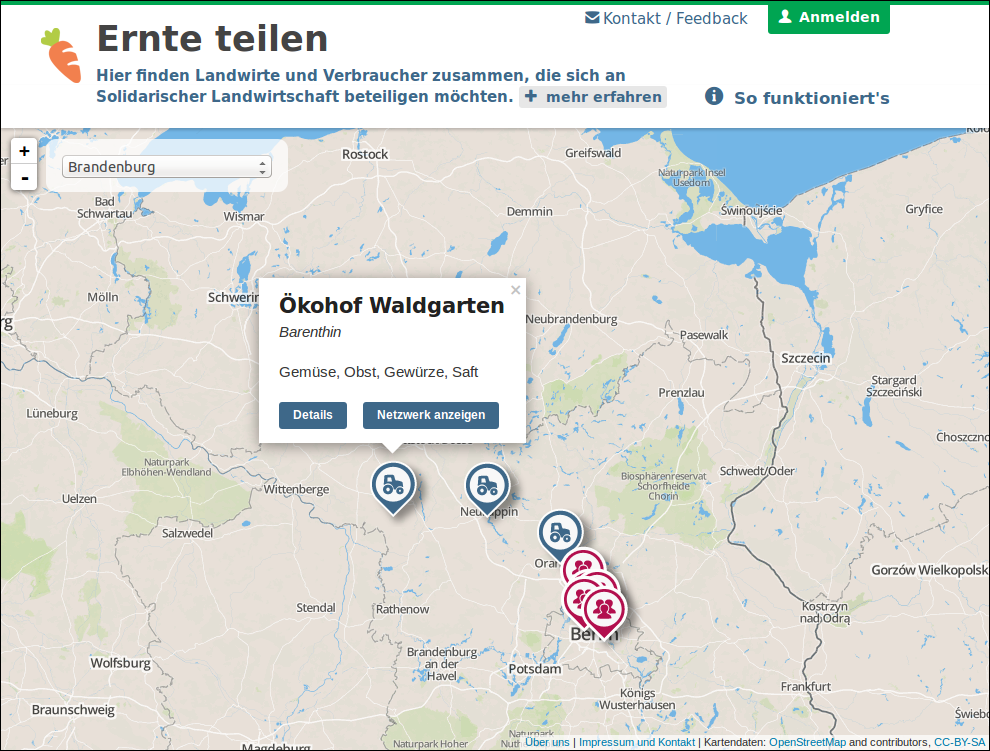 Kontakt / Feedback
Anmelden
Ernte teilen
Hier finden Landwirte und Verbraucher zusammen, die sich an
Solidarischer Landwirtschaft beteiligen möchten.
+ mehr erfahren
So funktioniert's
+
-
Brandenburg
Rostock
Greifswald
Naturpark Insel
Usedom
Bad
Schwartau
Wismar
Demmin
Świnoujście
Gryfice
Mölln
Schwerin
Ökohof Waldgarten
×
Barenthin
Gemüse, Obst, Gewürze, Saft
Details
Netzwerk anzeigen
Neubrandenburg
Pasewalk
Szczecin
Prenzlau
Stargard
Szczeciński
Lüneburg
Choszczno
Naturpark
Elbhöhen-Wendland
Biosphärenreservat
Schorfheide
Chorin
Schwedt/Oder
Uelzen
Wittenberge
Neuruppin
Salzwedel
Gorzów Wielkopolsk
Stendal
Rathenow
Kostrzyn
nad Odrą
Berlin
Wolfsburg
Brandenburg
an der
Havel
Potsdam
Königs
Wusterhausen
Frankfurt
Braunschweig
Świebo
Magdeburg
Naturpark Hoher
Naturpark
Über uns | Impressum und Kontakt | Kartendaten: OpenStreetMap and contributors, CC-BY-SA